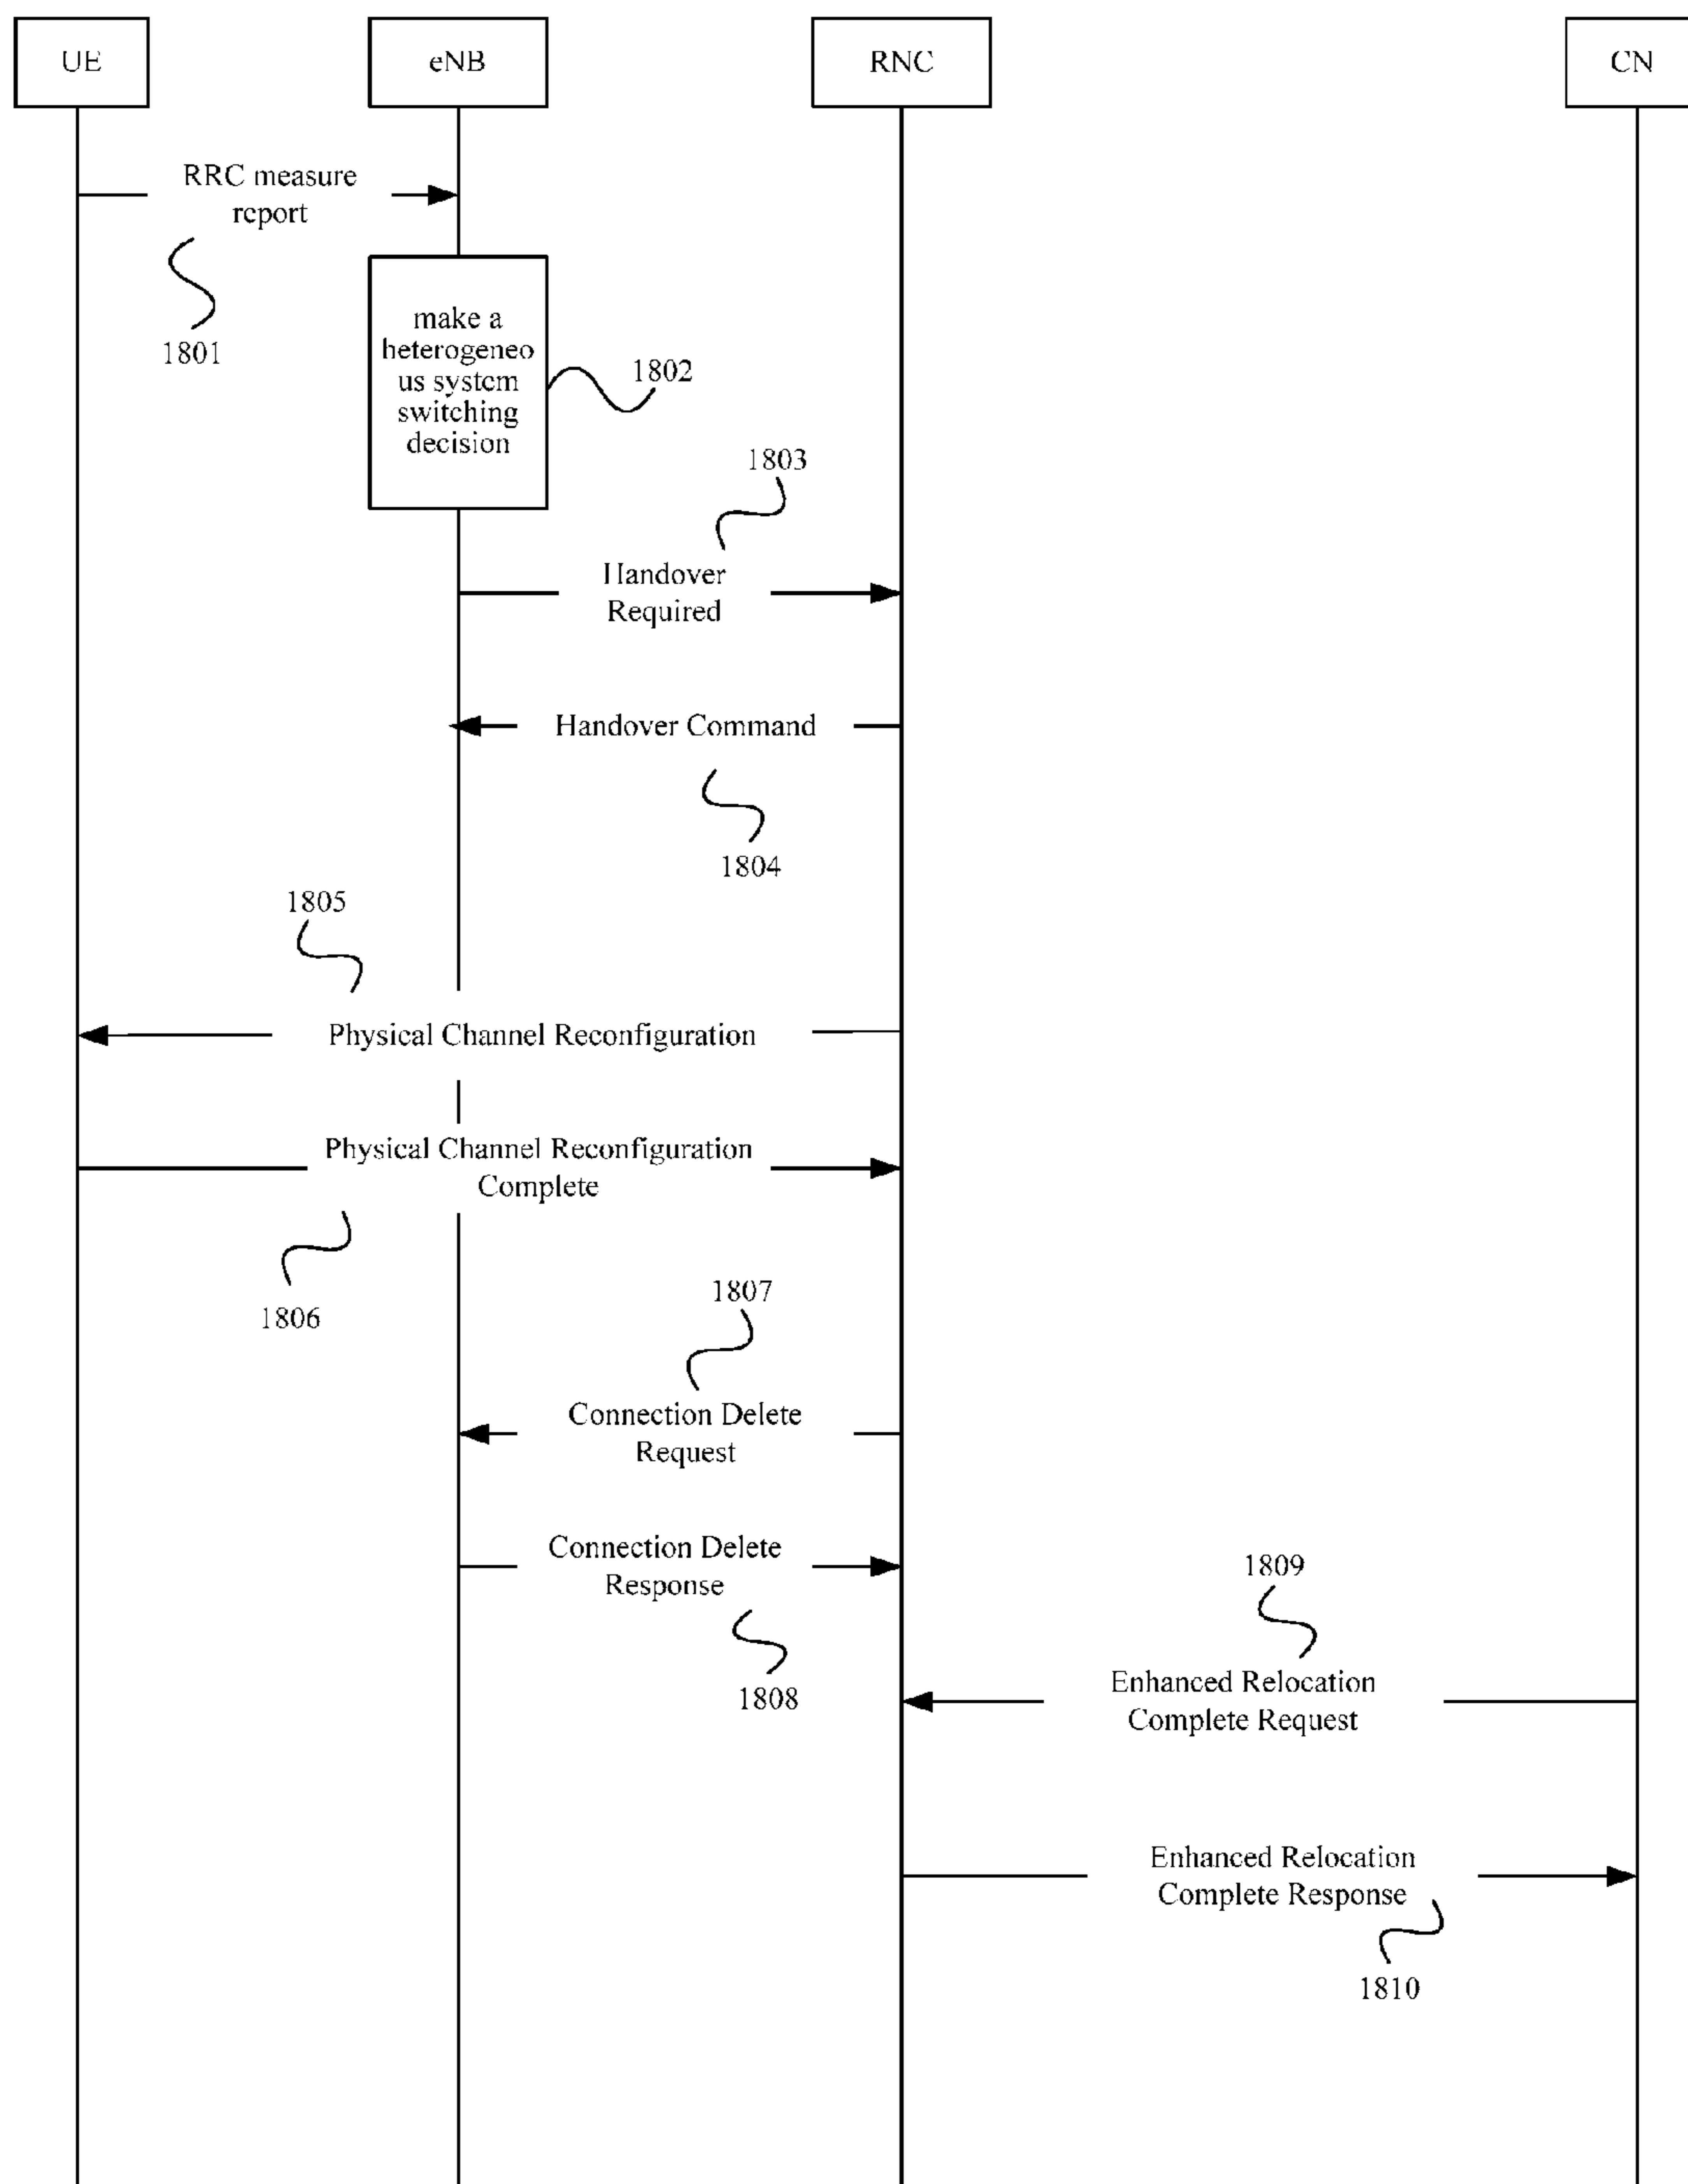 UE
eNB
RNC
CN
RRC measure
report
1801
make a
heterogeneo
us system
switching
decision
1802
1803
Handover
Required
Handover Command
1804
1805
Physical Channel Reconfiguration
Physical Channel Reconfiguration
Complete
1806
1807
Connection Delete
Request
Connection Delete
Response
1808
1809
Enhanced Relocation
Complete Request
Enhanced Relocation
Complete Response
1810